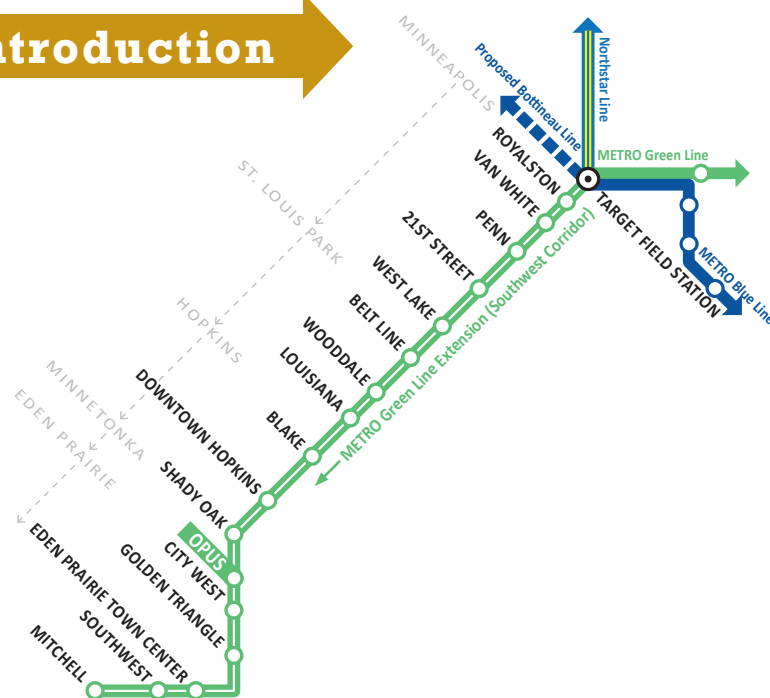 ntroduction
MINNEAPOLIS
ST. LOUIS PARK
HOPKINS
MINNETONKA
EDEN PRAIRIE
Northstar Line
Proposed Bottineau Line
METRO Green Line
METRO Blue Line
TARGET FIELD STATION
ROYALSTON
VAN WHITE
PENN
21ST STREET
WEST LAKE
BELT LINE
WOODDALE
LOUISIANA
BLAKE
DOWNTOWN HOPKINS
SHADY OAK
OPUS
CITY WEST
GOLDEN TRIANGLE
EDEN PRAIRIE TOWN CENTER
SOUTHWEST
MITCHELL
METRO Green Line Extension (Southwest Corridor)